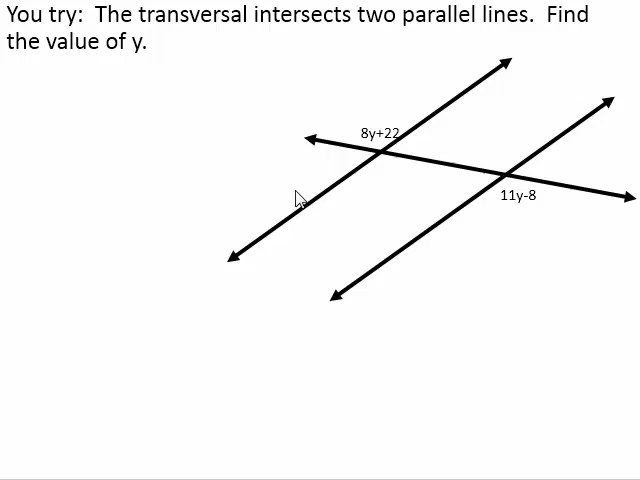 You try:  The transversal intersects two parallel lines.  Find
the value of y.
8y+22
11y-8